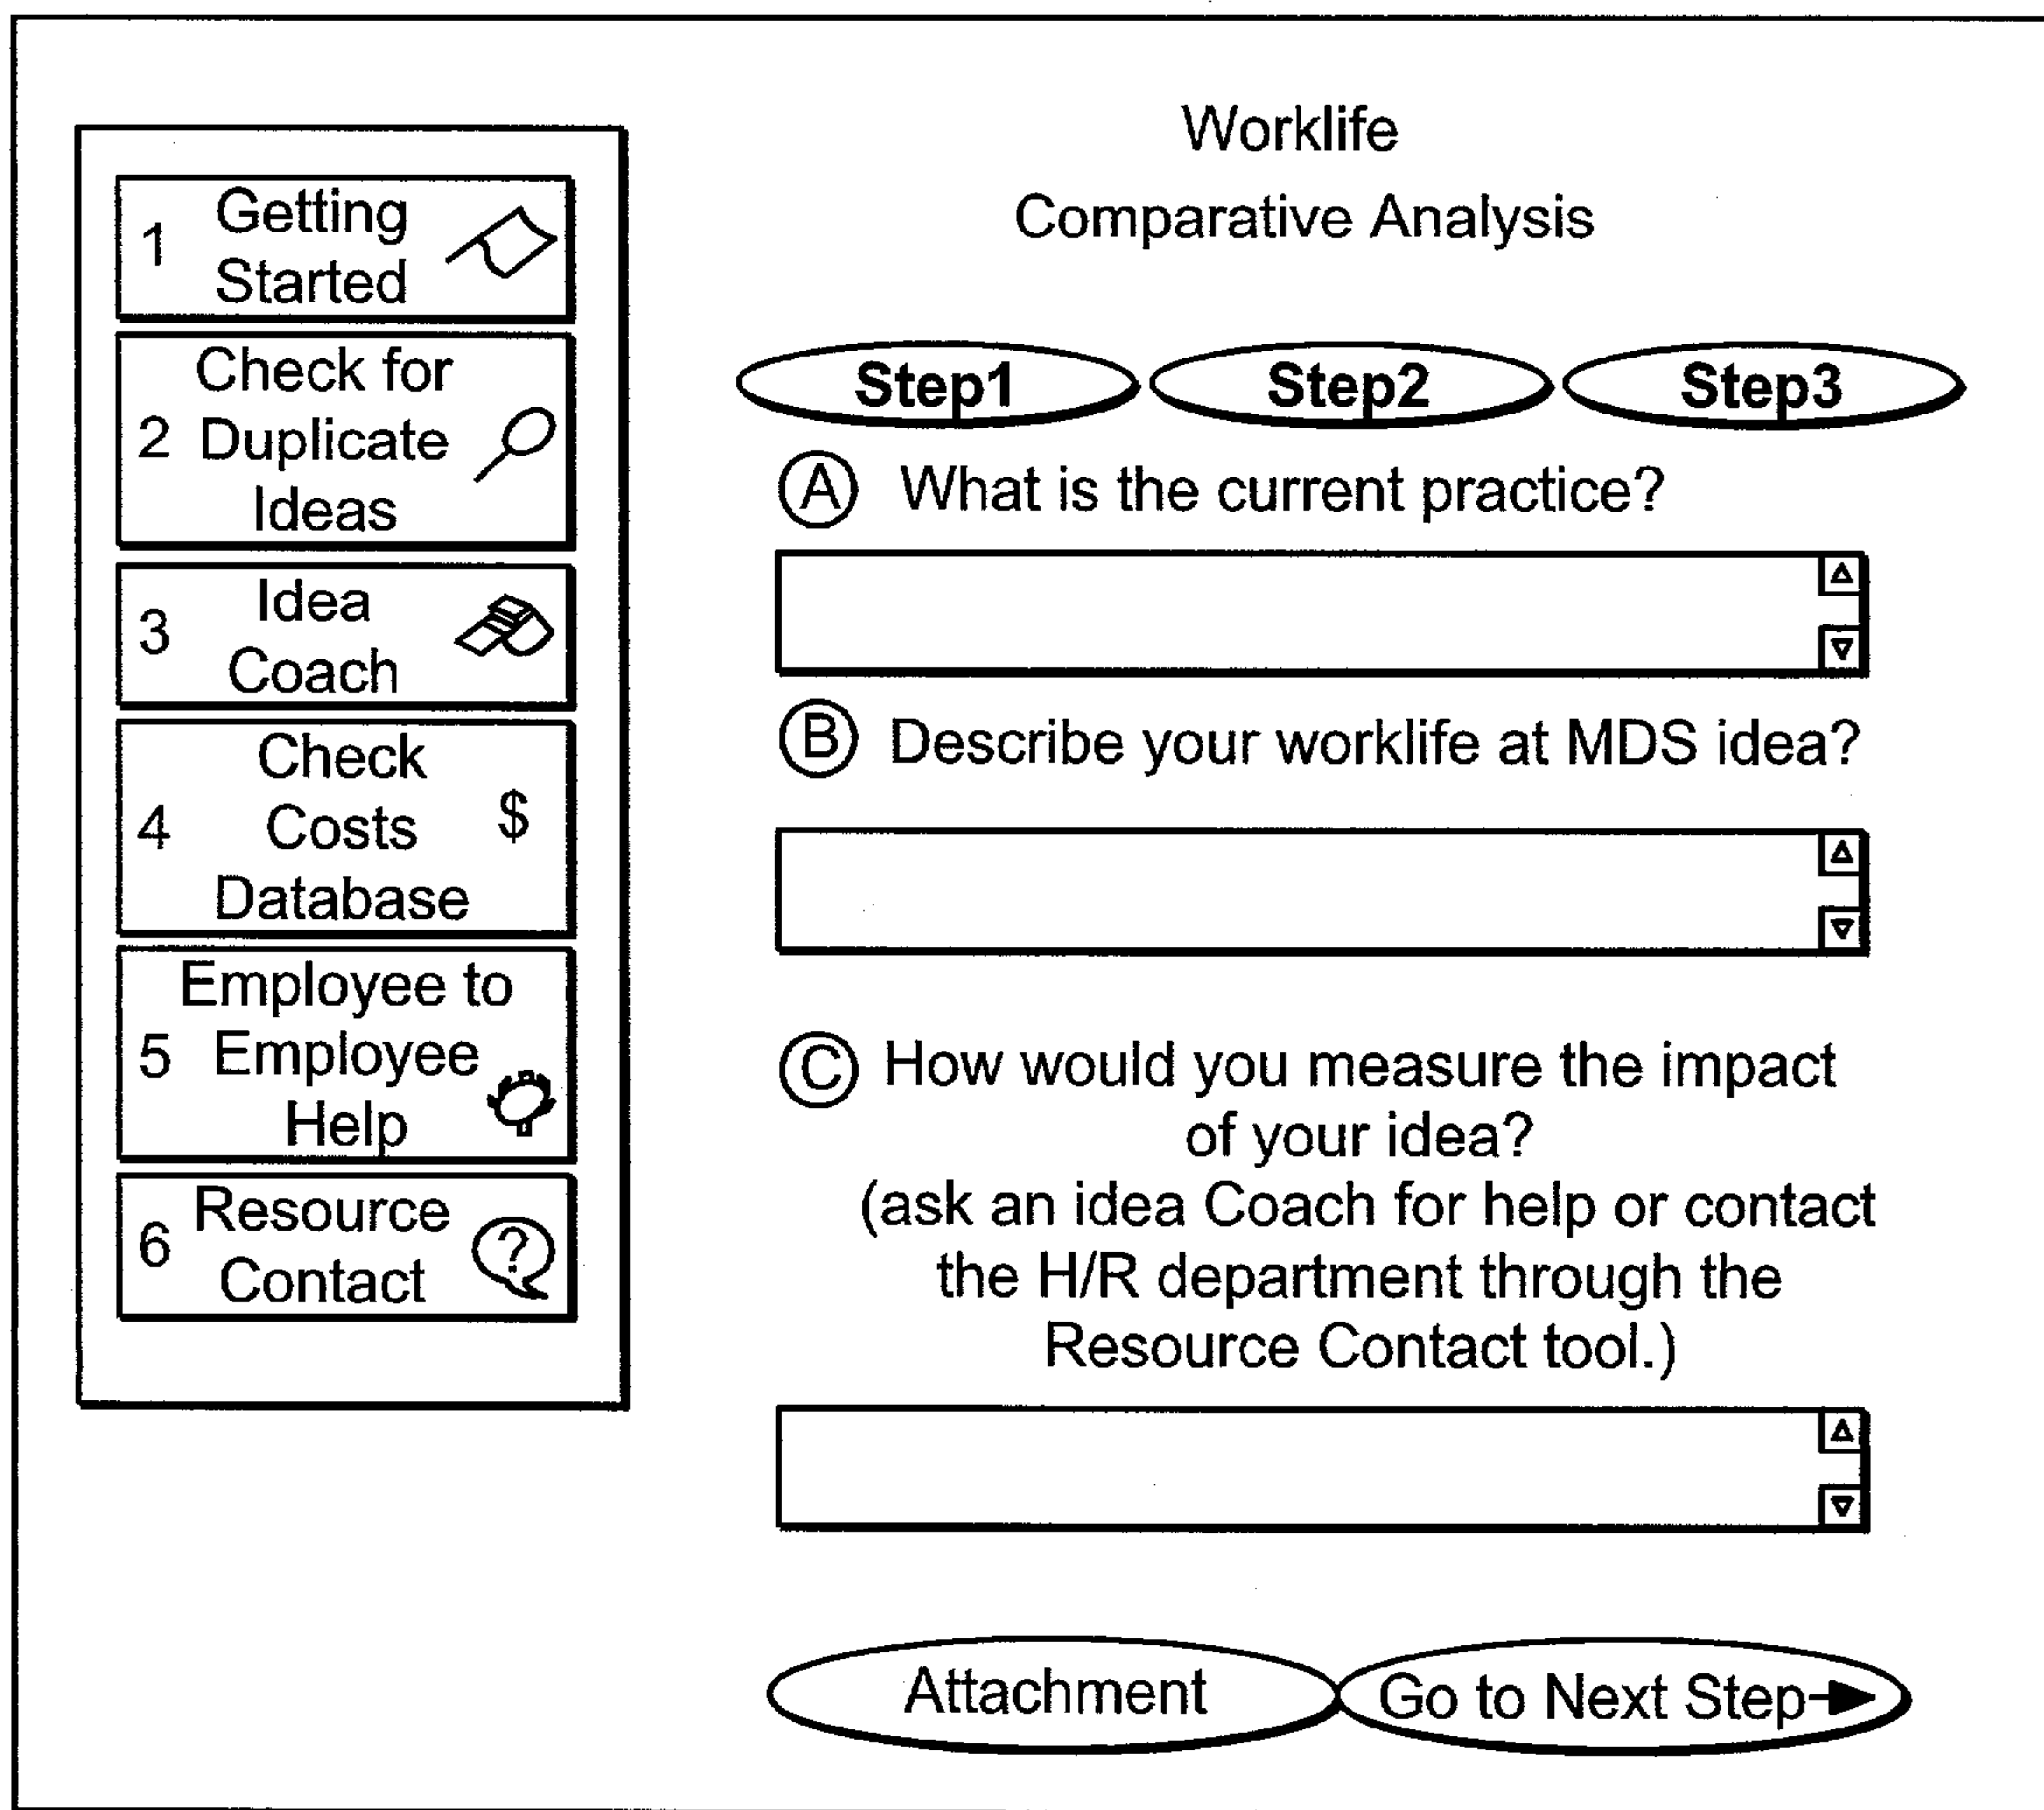 1 Getting
Started
Check for
2 Duplicate
Ideas
3 Idea
Coach
Check
4 Costs $
Database
Employee to
5 Employee
Help
6 Resource ?
Contact
Worklife
Comparative Analysis
Step1 Step2 Step3
A What is the current practice?
B Describe your worklife at MDS idea?
C How would you measure the impact
of your idea?
(ask an idea Coach for help or contact
the H/R department through the
Resource Contact tool.)
Attachment Go to Next Step